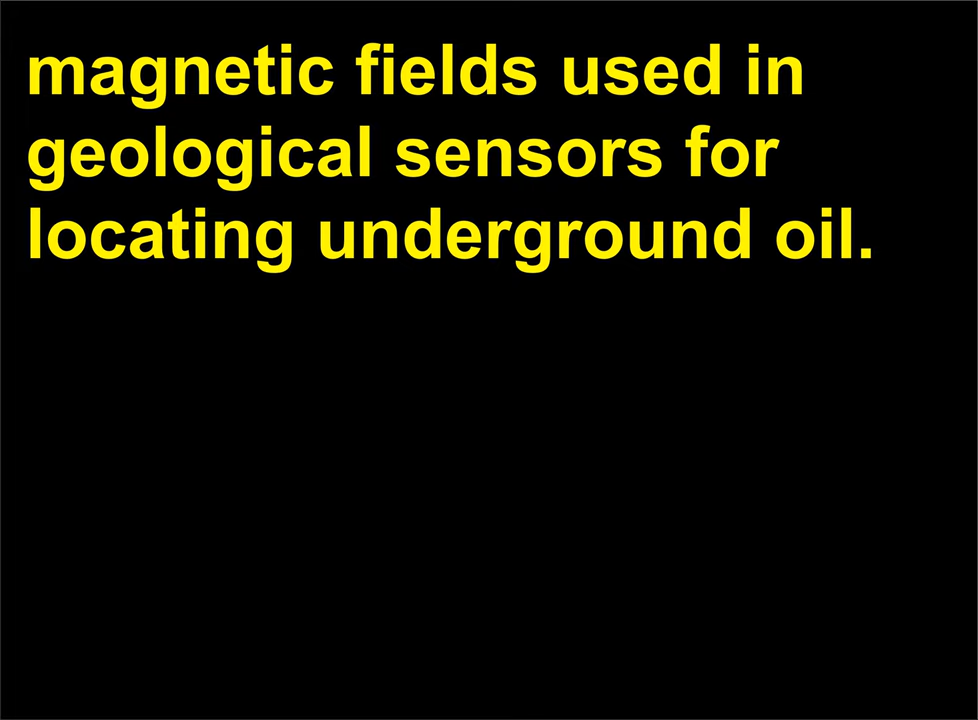 magnetic fields used in
geological sensors for
locating underground oil.